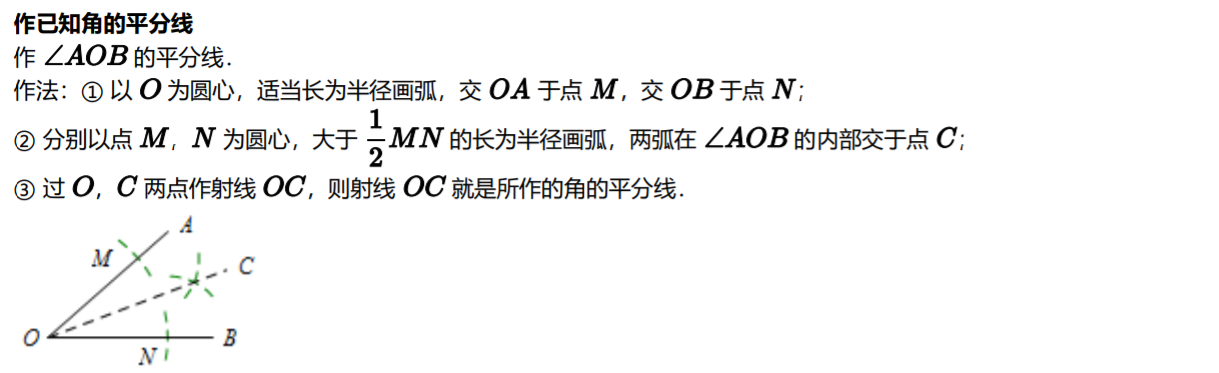 作已知角的平分线
作 ∠AOB 的平分线.
作法：① 以 O 为圆心，适当长为半径画弧，交 OA 于点 M，交 OB 于点 N；
② 分别以点 M，N 为圆心，大于 1/2 MN 的长为半径画弧，两弧在 ∠AOB 的内部交于点 C；
③ 过 O，C 两点作射线 OC，则射线 OC 就是所作的角的平分线.
A
M
C
O
B
N